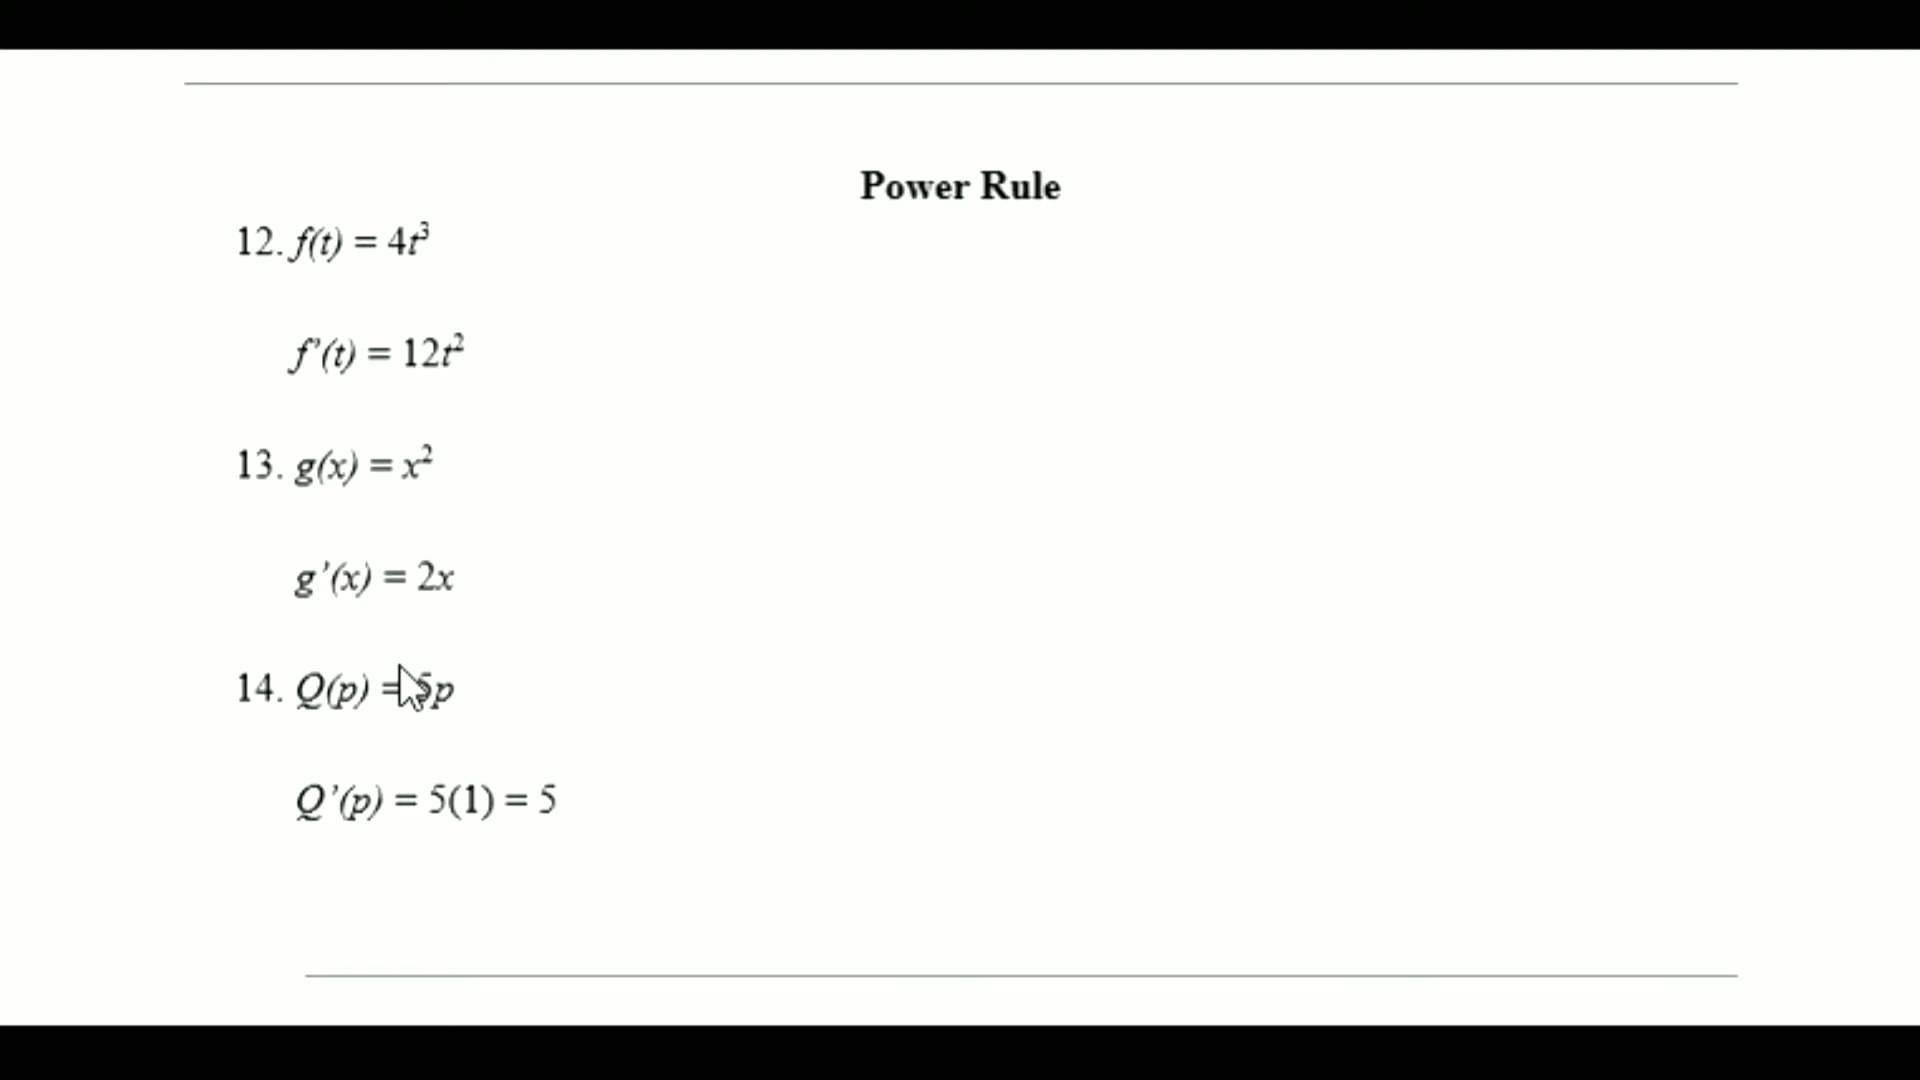 Power Rule
12. f(t) = 4t³
f'(t) = 12t²
13. g(x) = x²
g'(x) = 2x
14. Q(p) = 5p
Q'(p) = 5(1) = 5